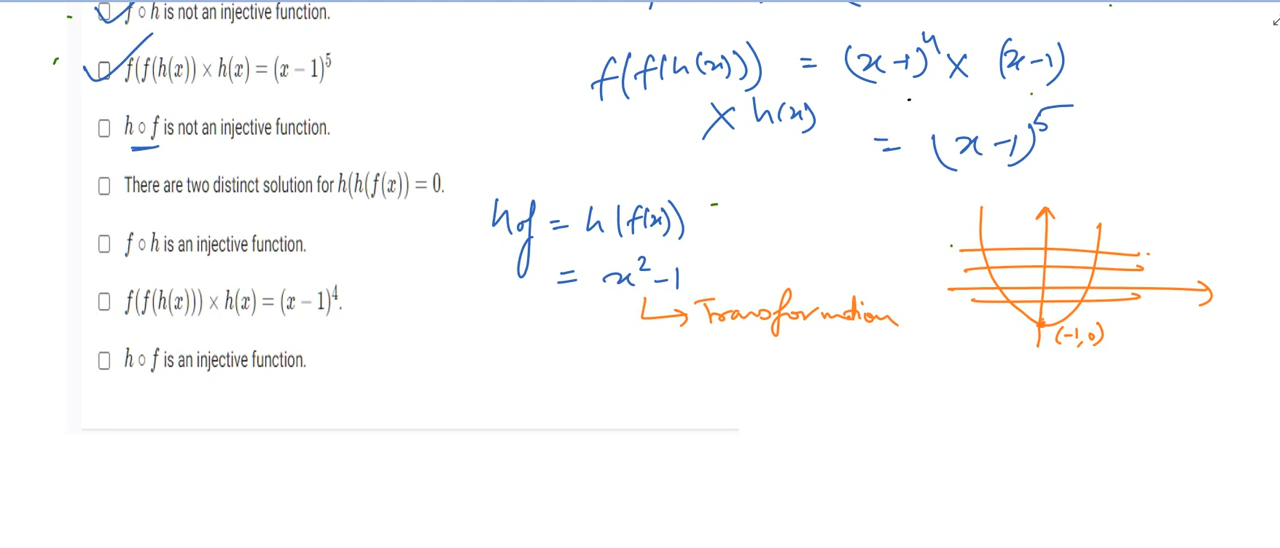 f ∘ h is not an injective function.
f(f(h(x)) × h(x) = (x − 1)^5
h ∘ f is not an injective function.
There are two distinct solution for h(h(f(x)) = 0.
f ∘ h is an injective function.
f(f(h(x))) × h(x) = (x − 1)^4.
h ∘ f is an injective function.
f(f(h(x))) = (x-1)^4 × (x-1)
× h(x)
= (x-1)^5
hof = h(f(x))
= x^2-1
↳ Transformation
(-1,0)